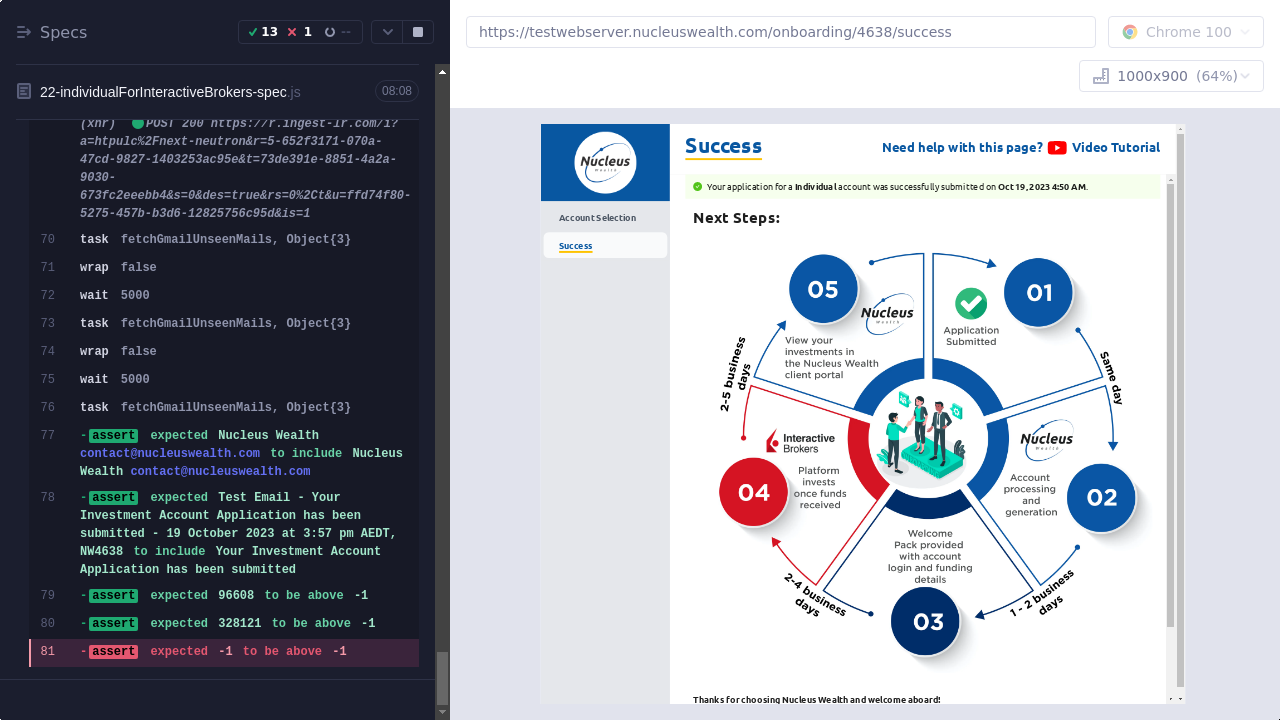 Specs
13
1
--
22-individualForInteractiveBrokers-spec.js
08:08
(xhr) POST 200 https://r.ingest-lr.com/i?
a=htpulc%2Fnext-neutron&r=5-652f3171-070a-
47cd-9827-1403253ac95e&t=73de391e-8851-4a2a-
9030-
673fc2eeebb4&s=0&des=true&rs=0%2Ct&u=ffd74f80-
5275-457b-b3d6-12825756c95d&is=1
70 task fetchGmailUnseenMails, Object{3}
71 wrap false
72 wait 5000
73 task fetchGmailUnseenMails, Object{3}
74 wrap false
75 wait 5000
76 task fetchGmailUnseenMails, Object{3}
77 -assert expected Nucleus Wealth
contact@nucleuswealth.com to include Nucleus
Wealth contact@nucleuswealth.com
78 -assert expected Test Email - Your
Investment Account Application has been
submitted - 19 October 2023 at 3:57 pm AEDT,
NW4638 to include Your Investment Account
Application has been submitted
79 -assert expected 96608 to be above -1
80 -assert expected 328121 to be above -1
81 -assert expected -1 to be above -1
https://testwebserver.nucleuswealth.com/onboarding/4638/success
Chrome 100
1000x900 (64%)
Nucleus
Wealth
Account Selection
Success
Success
Need help with this page? Video Tutorial
Your application for a Individual account was successfully submitted on Oct 19, 2023 4:50 AM.
Next Steps:
01
Application
Submitted
Same day
02
Nucleus
Wealth
Account
processing
and
generation
1 - 2 business
days
03
Welcome
Pack provided
with account
login and funding
details
2-4 business
days
04
Interactive
Brokers
Platform
invests
once funds
received
2-5 business
days
05
Nucleus
Wealth
View your
investments in
the Nucleus Wealth
client portal
Thanks for choosing Nucleus Wealth and welcome aboard!